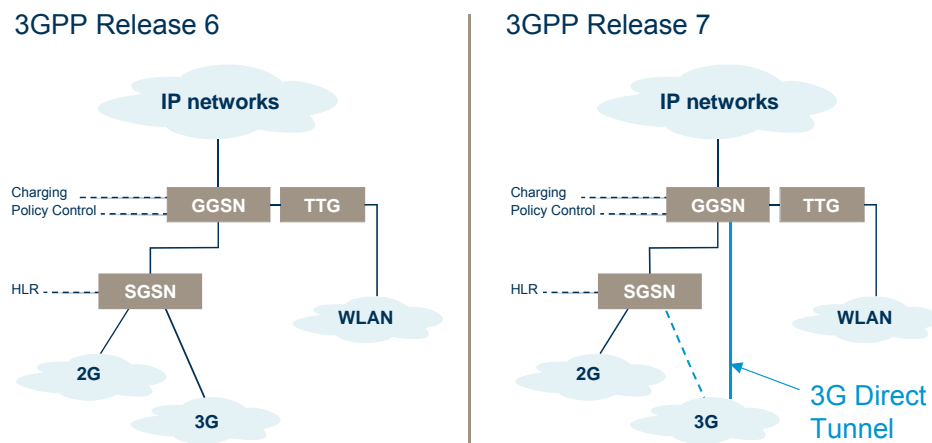 3GPP Release 6
IP networks
Charging
Policy Control
GGSN
TTG
HLR
SGSN
WLAN
2G
3G
3GPP Release 7
IP networks
Charging
Policy Control
GGSN
TTG
HLR
SGSN
WLAN
2G
3G
3G Direct
Tunnel